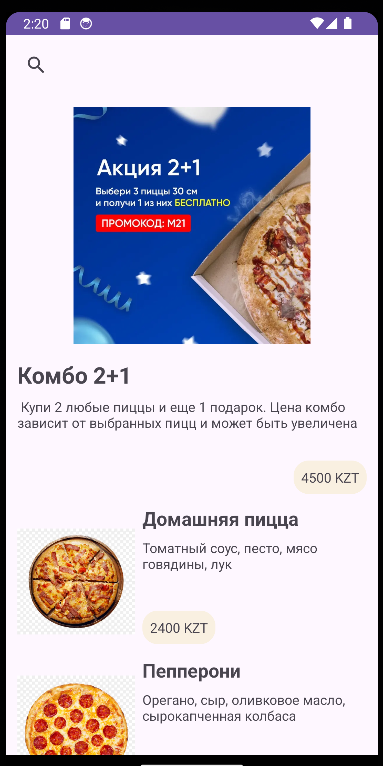 2:20
Акция 2+1
Выбери 3 пиццы 30 см
и получи 1 из них БЕСПЛАТНО
ПРОМОКОД: М21
Комбо 2+1
Купи 2 любые пиццы и еще 1 подарок. Цена комбо
зависит от выбранных пицц и может быть увеличена
4500 KZT
Домашняя пицца
Томатный соус, песто, мясо
говядины, лук
2400 KZT
Пепперони
Орегано, сыр, оливковое масло,
сырокапченная колбаса